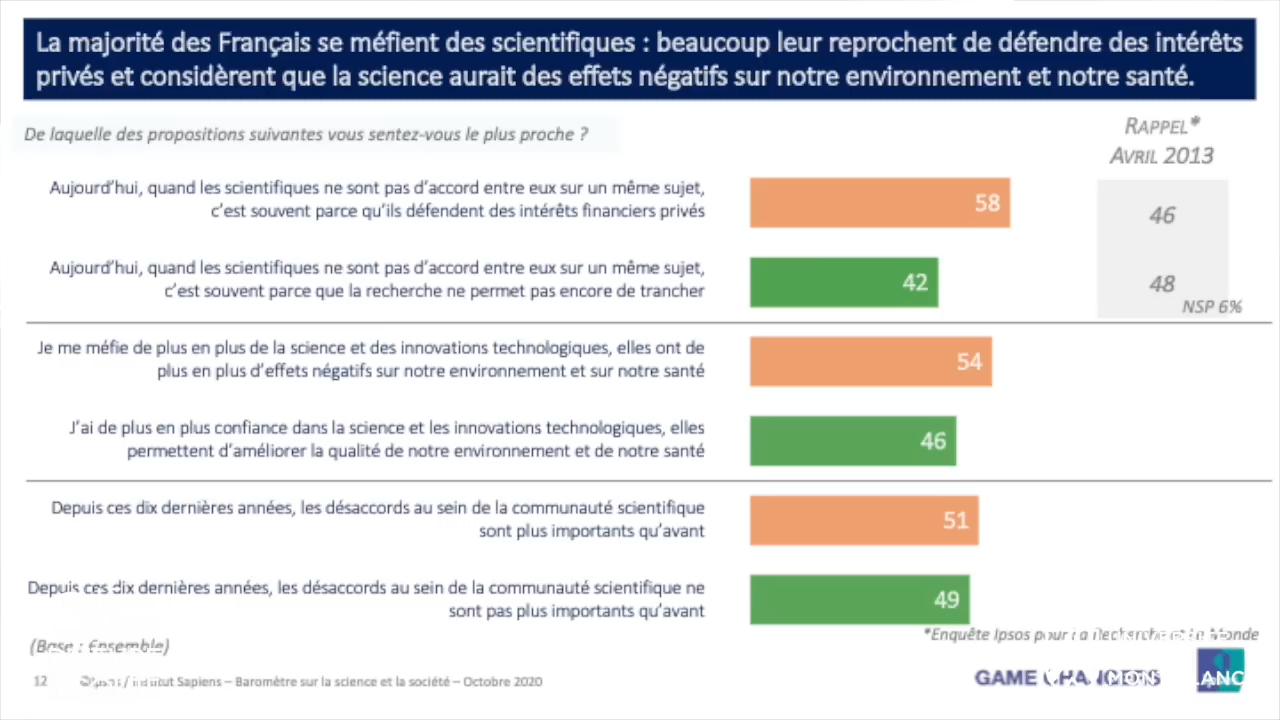 La majorité des Français se méfient des scientifiques : beaucoup leur reprochent de défendre des intérêts
privés et considèrent que la science aurait des effets négatifs sur notre environnement et notre santé.
De laquelle des propositions suivantes vous sentez-vous le plus proche ?
RAPPEL*
AVRIL 2013
Aujourd'hui, quand les scientifiques ne sont pas d'accord entre eux sur un même sujet,
c'est souvent parce qu'ils défendent des intérêts financiers privés
58
46
Aujourd'hui, quand les scientifiques ne sont pas d'accord entre eux sur un même sujet,
c'est souvent parce que la recherche ne permet pas encore de trancher
42
48
NSP 6%
Je me méfie de plus en plus de la science et des innovations technologiques, elles ont de
plus en plus d'effets négatifs sur notre environnement et sur notre santé
54
J'ai de plus en plus confiance dans la science et les innovations technologiques, elles
permettent d'améliorer la qualité de notre environnement et de notre santé
46
Depuis ces dix dernières années, les désaccords au sein de la communauté scientifique
sont plus importants qu'avant
51
Depuis ces dix dernières années, les désaccords au sein de la communauté scientifique ne
sont pas plus importants qu'avant
49
*Enquête Ipsos pour la Recherche Monde
(Base : Ensemble)
12 Institut Sapiens – Baromètre sur la science et la société – Octobre 2020
GAME CHANGERS
MONT BLANC